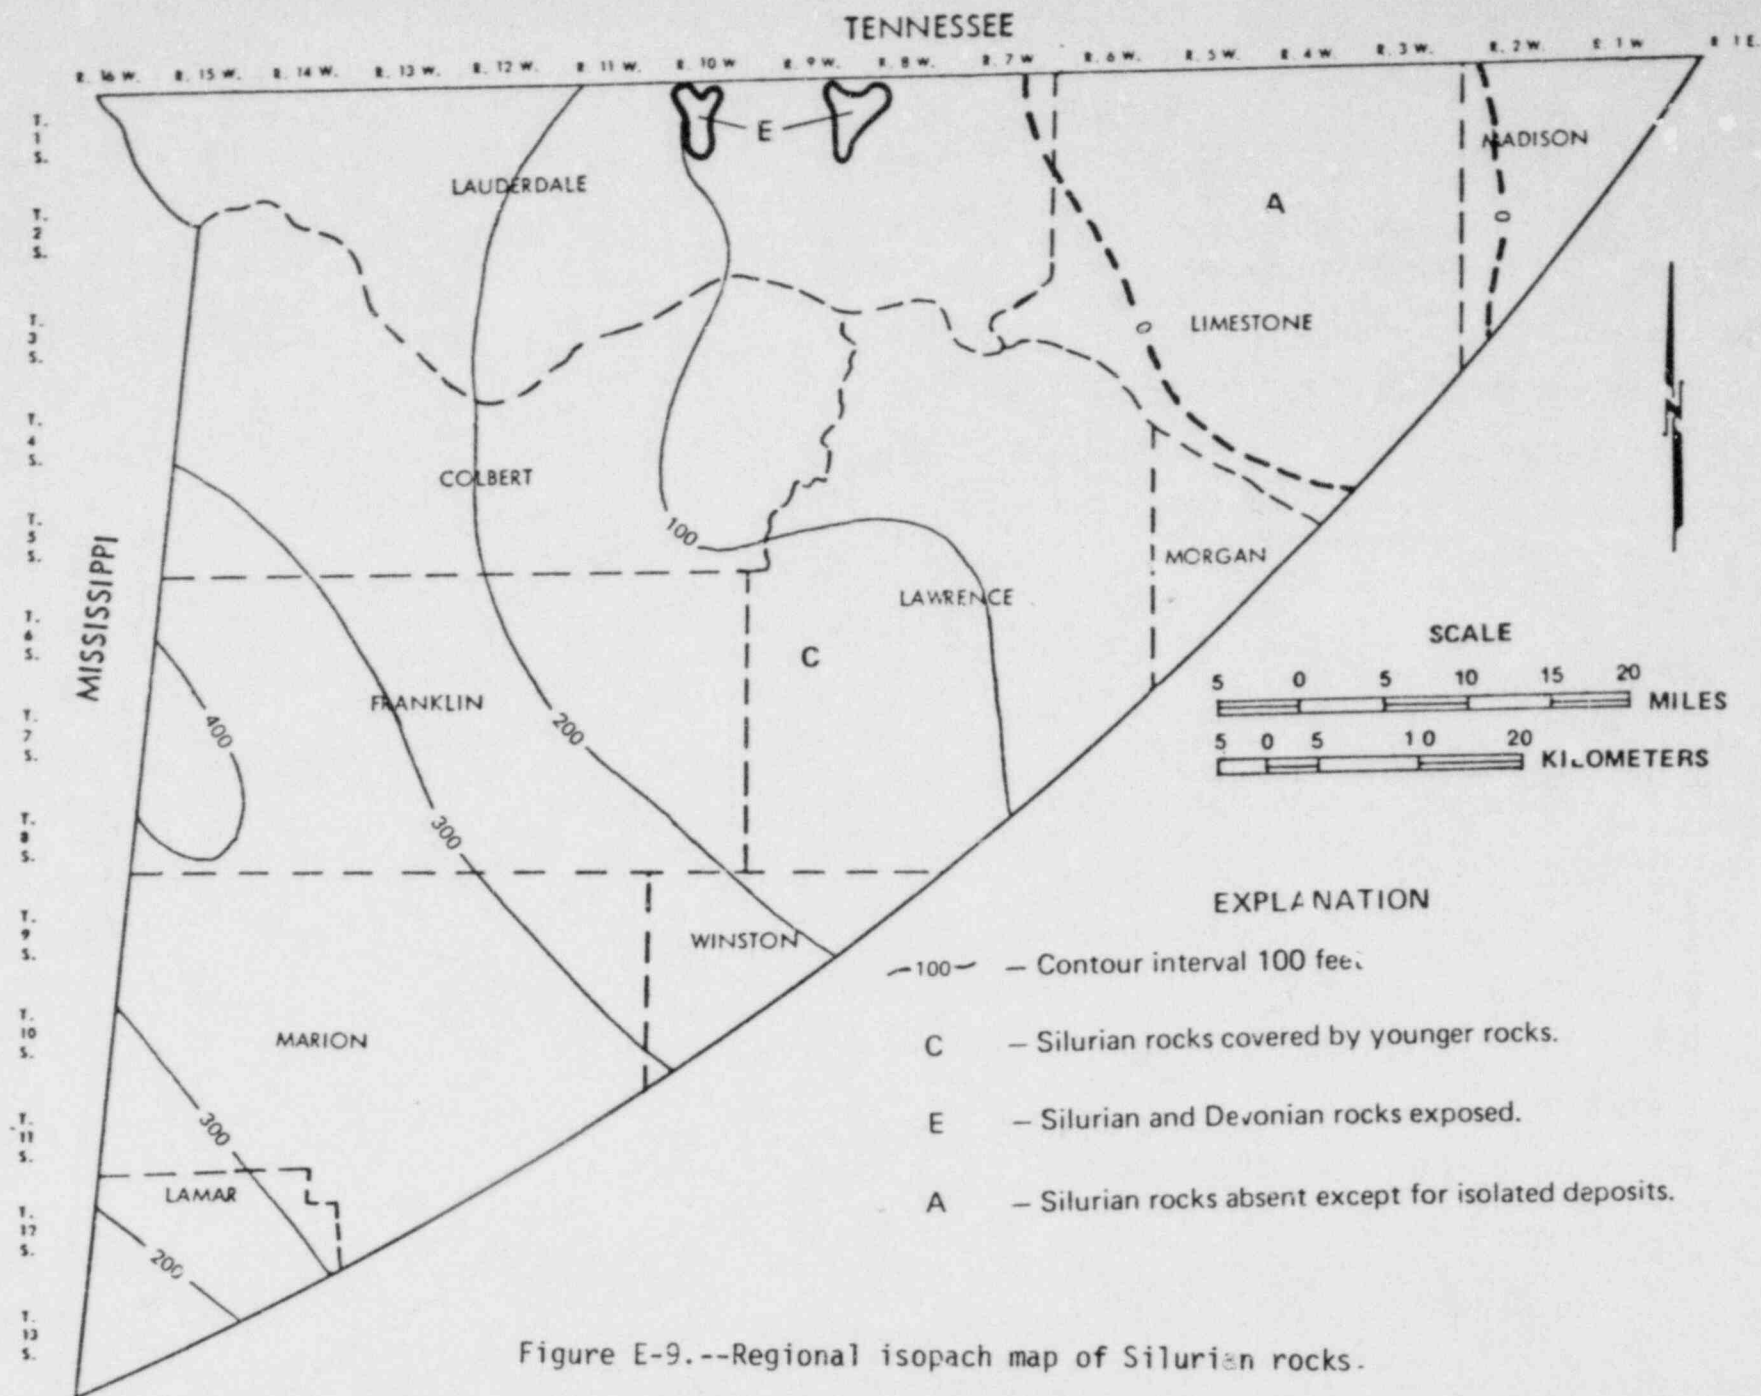 TENNESSEE
R. 16 W. R. 15 W. R. 14 W. R. 13 W. R. 12 W. R. 11 W. R. 10 W R. 9 W. R. 8 W. R. 7 W R. 6 W. R. 5 W. R. 4 W. R. 3 W. R. 2 W. R. 1 W R 1 E.
T. 1 S.
T. 2 S.
T. 3 S.
T. 4 S.
T. 5 S.
T. 6 S.
T. 7 S.
T. 8 S.
T. 9 S.
T. 10 S.
T. 11 S.
T. 12 S.
T. 13 S.
MISSISSIPPI
E
MADISON
LAUDERDALE
A
0
0
LIMESTONE
COLBERT
100
MORGAN
LAWRENCE
C
FRANKLIN
400
200
300
WINSTON
MARION
300
LAMAR
200
N
SCALE
5 0 5 10 15 20
MILES
5 0 5 10 20
KILOMETERS
EXPLANATION
100 — Contour interval 100 feet
C — Silurian rocks covered by younger rocks.
E — Silurian and Devonian rocks exposed.
A — Silurian rocks absent except for isolated deposits.
Figure E-9.--Regional isopach map of Silurian rocks.